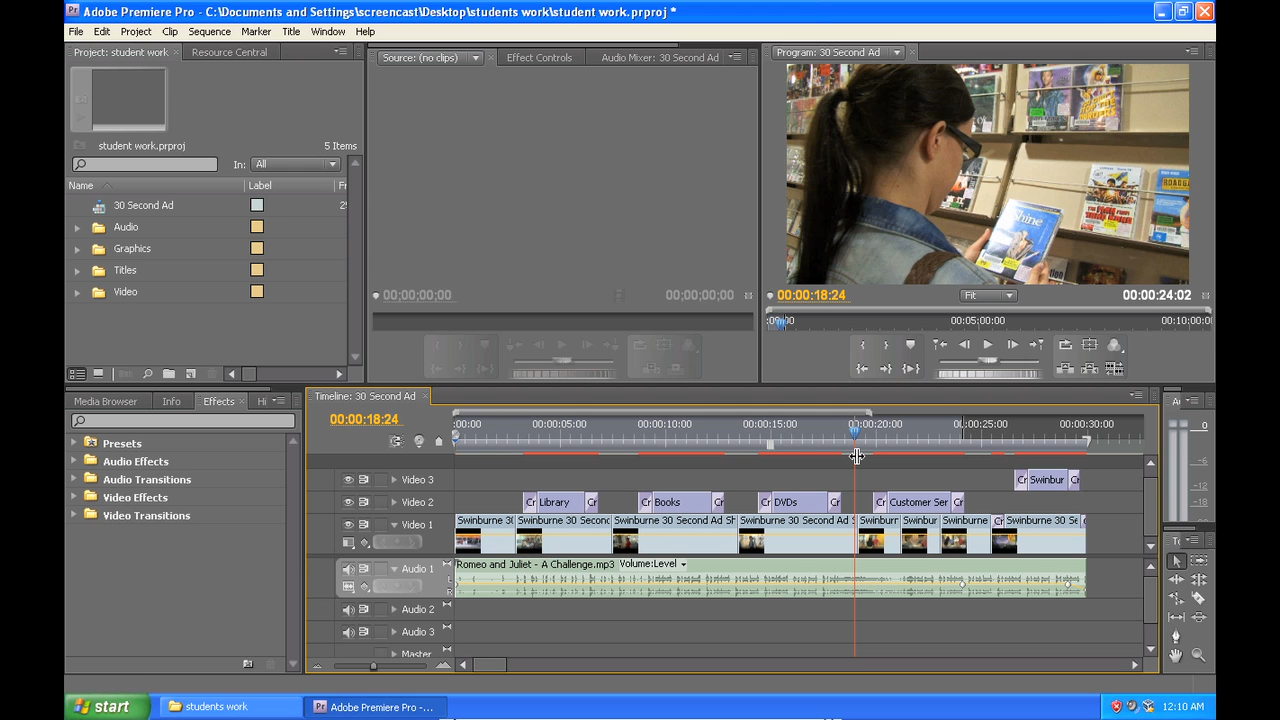 Adobe Premiere Pro - C:\Documents and Settings\screencast\Desktop\students work\student work.prproj *
File Edit Project Clip Sequence Marker Title Window Help
Project: student work Resource Central
Source: (no clips) Effect Controls Audio Mixer: 30 Second Ad
Program: 30 Second Ad
Shine
student work.prproj 5 Items
In: All
Name Label
30 Second Ad
Audio
Graphics
Titles
Video
00;00;00;00 00;00;00;00
00:00:18:24 Fit 00:00:24:02
00:05:00:00 00:10:00:0
Media Browser Info Effects Hi
Presets
Audio Effects
Audio Transitions
Video Effects
Video Transitions
Timeline: 30 Second Ad
00:00:18:24
:00:00 00:00:05:00 00:00:10:00 00:00:15:00 00:00:20:00 00:00:25:00 00:00:30:00
Video 3 Cr Swinbur Cr
Video 2 Cr Library Cr Cr Books Cr Cr DVDs Cr Cr Customer Ser Cr
Video 1 Swinburne 30 Swinburne 30 Second Swinburne 30 Second Ad Sh Swinburne 30 Second Ad S Swinburr Swinbur Swinburne Cr Swinburne 30 Se
Audio 1 Romeo and Juliet - A Challenge.mp3 Volume:Level
L
R
Audio 2
Audio 3
Master
0
-6
-12
-18
start students work Adobe Premiere Pro -... 12:10 AM